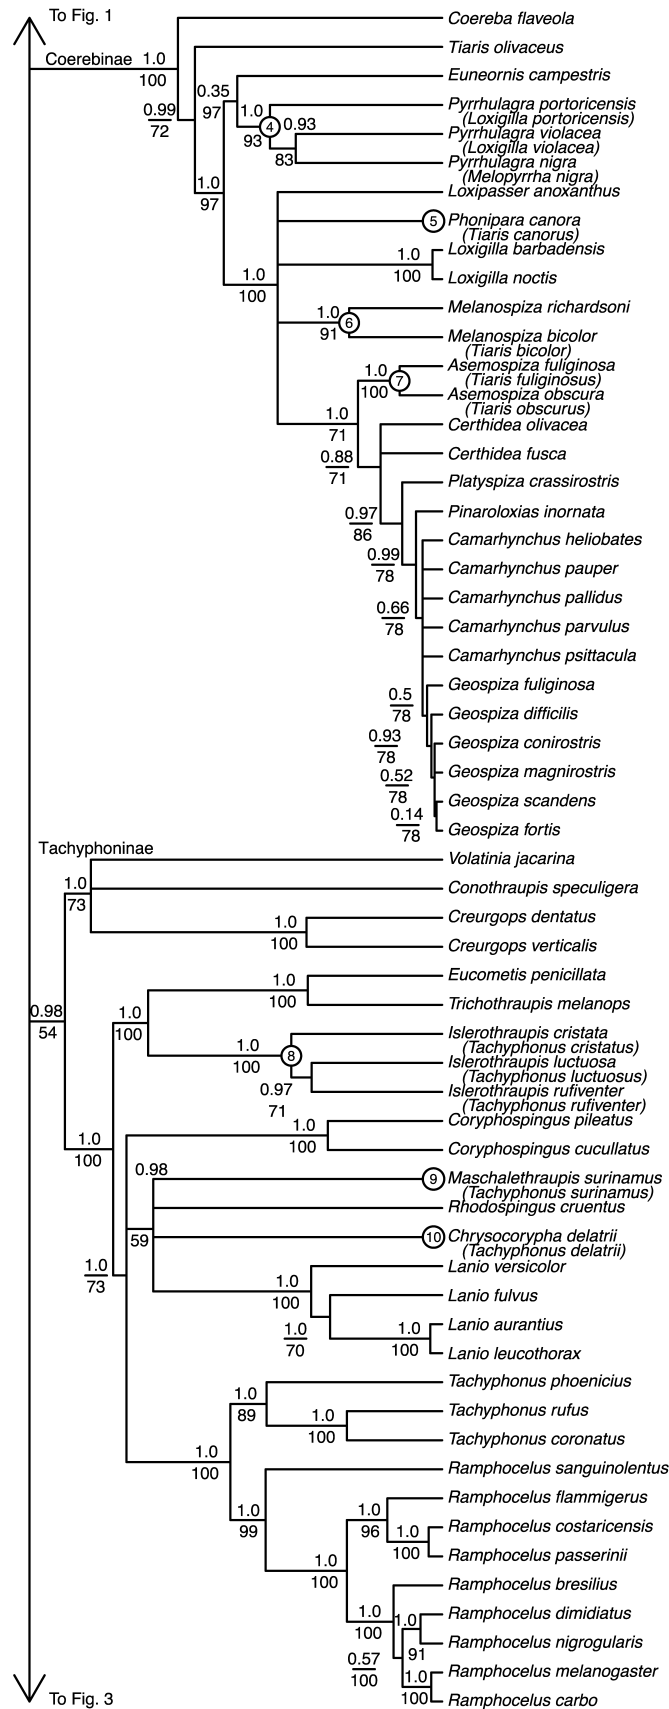 To Fig. 1
Coereba flaveola
Coerebinae 1.0
100
Tiaris olivaceus
Euneornis campestris
0.35
97
0.99
72
1.0
4
93
Pyrrhulagra portoricensis
(Loxigilla portoricensis)
0.93
83
Pyrrhulagra violacea
(Loxigilla violacea)
Pyrrhulagra nigra
(Melopyrrha nigra)
1.0
97
Loxipasser anoxanthus
5 Phonipara canora
(Tiaris canorus)
1.0
100
Loxigilla barbadensis
Loxigilla noctis
1.0
100
Melanospiza richardsoni
1.0
91
6
Melanospiza bicolor
(Tiaris bicolor)
Asemospiza fuliginosa
(Tiaris fuliginosus)
1.0
100
7
Asemospiza obscura
(Tiaris obscurus)
1.0
71
Certhidea olivacea
0.88
71
Certhidea fusca
Platyspiza crassirostris
0.97
86
Pinaroloxias inornata
Camarhynchus heliobates
0.99
78
Camarhynchus pauper
Camarhynchus pallidus
0.66
78
Camarhynchus parvulus
Camarhynchus psittacula
Geospiza fuliginosa
0.5
78
Geospiza difficilis
0.93
78
Geospiza conirostris
Geospiza magnirostris
0.52
78
Geospiza scandens
0.14
78
Geospiza fortis
Tachyphoninae
Volatinia jacarina
1.0
73
Conothraupis speculigera
Creurgops dentatus
1.0
100
Creurgops verticalis
Eucometis penicillata
1.0
100
Trichothraupis melanops
0.98
54
1.0
100
Islerothraupis cristata
(Tachyphonus cristatus)
1.0
100
8
Islerothraupis luctuosa
(Tachyphonus luctuosus)
0.97
71
Islerothraupis rufiventer
(Tachyphonus rufiventer)
Coryphospingus pileatus
1.0
100
Coryphospingus cucullatus
1.0
100
0.98
59
9 Maschalethraupis surinamus
(Tachyphonus surinamus)
Rhodospingus cruentus
10 Chrysocorypha delatrii
(Tachyphonus delatrii)
1.0
73
Lanio versicolor
1.0
100
Lanio fulvus
1.0
70
Lanio aurantius
1.0
100
Lanio leucothorax
Tachyphonus phoenicius
1.0
89
Tachyphonus rufus
1.0
100
Tachyphonus coronatus
1.0
100
Ramphocelus sanguinolentus
Ramphocelus flammigerus
1.0
99
1.0
96
Ramphocelus costaricensis
1.0
100
Ramphocelus passerinii
1.0
100
Ramphocelus bresilius
1.0
100
1.0
91
Ramphocelus dimidiatus
Ramphocelus nigrogularis
0.57
100
Ramphocelus melanogaster
1.0
100
Ramphocelus carbo
To Fig. 3